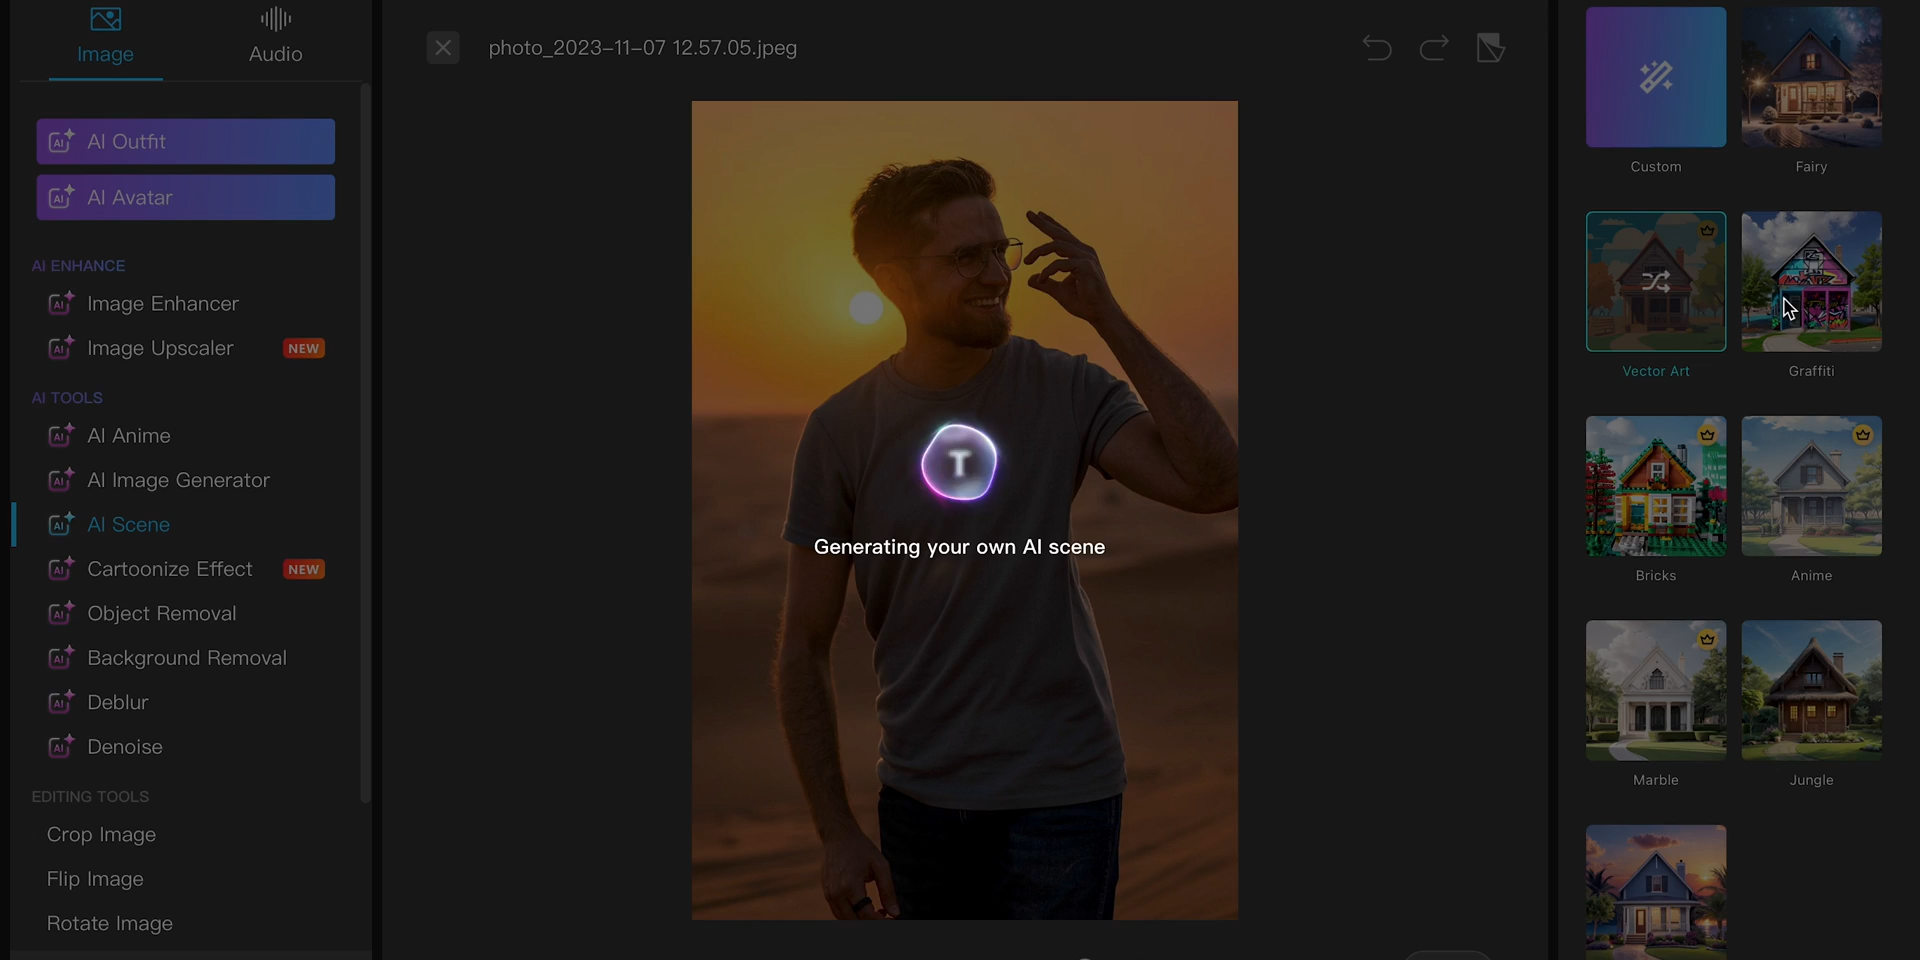 Image
Audio
AI Outfit
AI Avatar
AI ENHANCE
Image Enhancer
Image Upscaler NEW
AI TOOLS
AI Anime
AI Image Generator
AI Scene
Cartoonize Effect NEW
Object Removal
Background Removal
Deblur
Denoise
EDITING TOOLS
Crop Image
Flip Image
Rotate Image
photo_2023-11-07 12.57.05.jpeg
T
Generating your own AI scene
Custom
Fairy
Vector Art
Graffiti
Bricks
Anime
Marble
Jungle